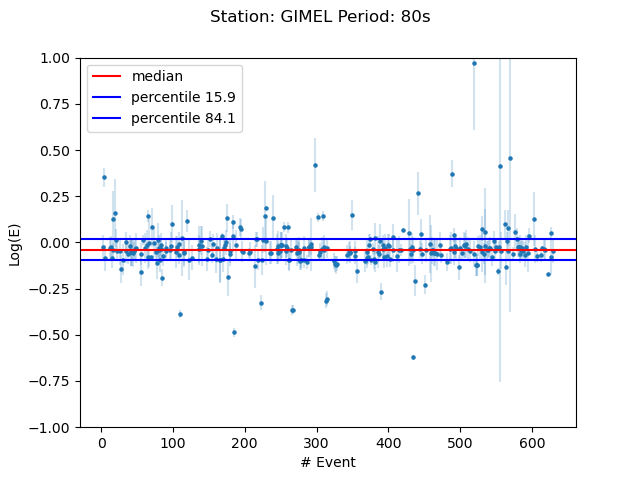 Station: GIMEL Period: 80s
1.00
0.75
0.50
0.25
0.00
−0.25
−0.50
−0.75
−1.00
Log(E)
median
percentile 15.9
percentile 84.1
0 100 200 300 400 500 600
# Event